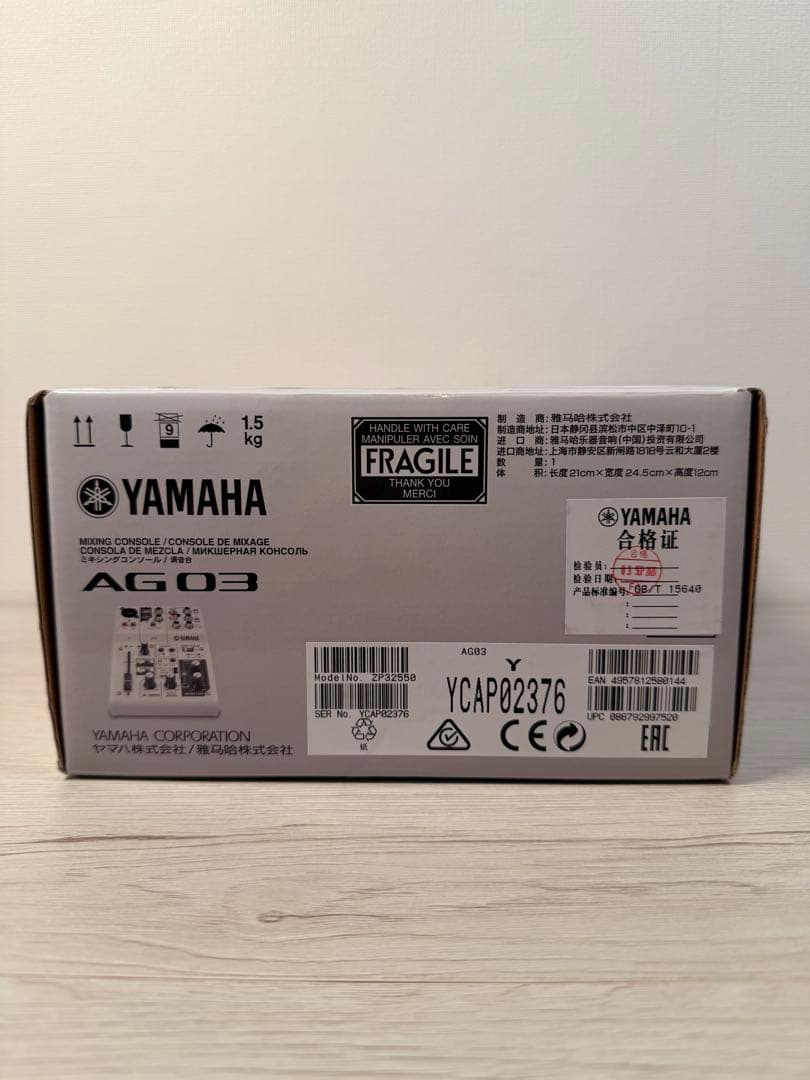 9
1.5
kg
YAMAHA
MIXING CONSOLE / CONSOLE DE MIXAGE
CONSOLA DE MEZCLA / МИКШЕРНАЯ КОНСОЛЬ
ミキシングコンソール / 调音台
AG03
YAMAHA
YAMAHA CORPORATION
ヤマハ株式会社 / 雅马哈株式会社
HANDLE WITH CARE
MANIPULER AVEC SOIN
FRAGILE
THANK YOU
MERCI
制 造 商: 雅马哈株式会社
制造商地址: 日本静冈县滨松市中区中泽町10-1
进 口 商: 雅马哈乐器音响(中国)投资有限公司
进口商地址: 上海市静安区新闸路1818号云和大厦2楼
数 量: 1
体 积: 长度21cm×宽度24.5cm×高度12cm
YAMAHA
合格证
合格
检验员:
检验日期:
产品标准编号: GB/T 15640
AG03
Y
ModelNo. ZP32550
SER No. YCAP02376
YCAP02376
EAN 4957812580144
UPC 086792997520
紙
CE
EAC